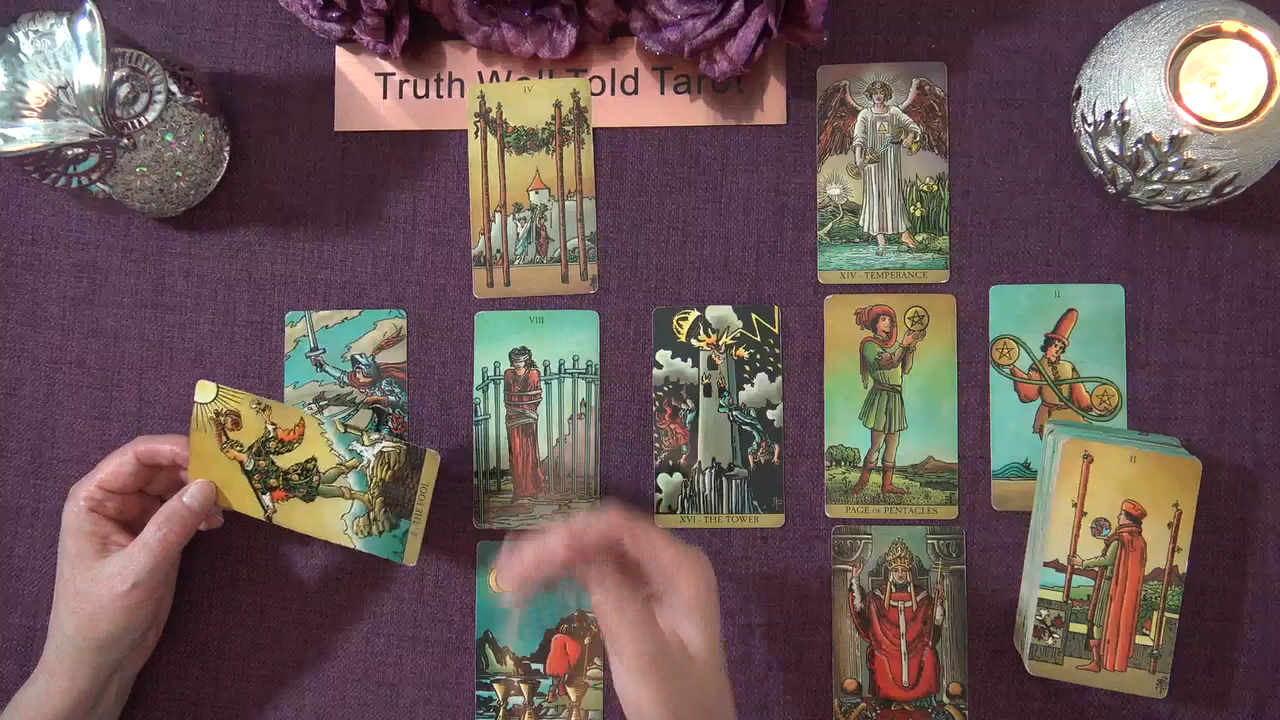 Truth Well Told Tarot
IV
XIV - TEMPERANCE
VIII
XVI - THE TOWER
PAGE OF PENTACLES
II
0 - THE FOOL
II